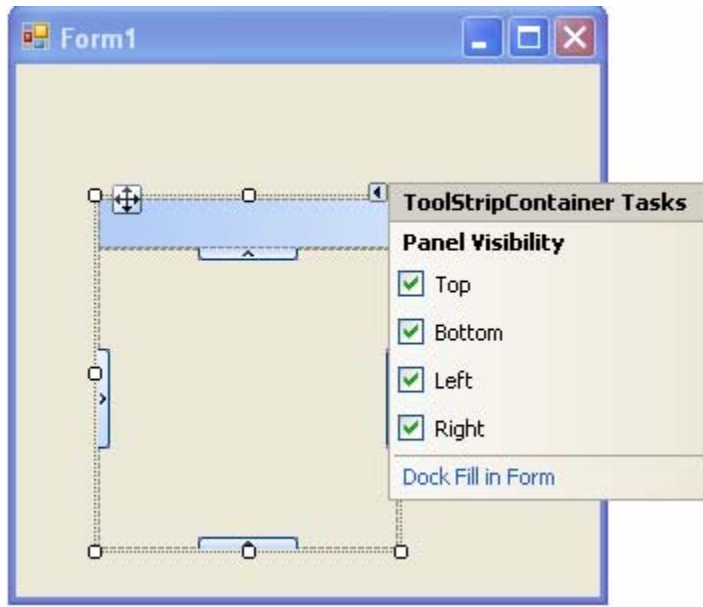 Form1
ToolStripContainer Tasks
Panel Visibility
Top
Bottom
Left
Right
Dock Fill in Form